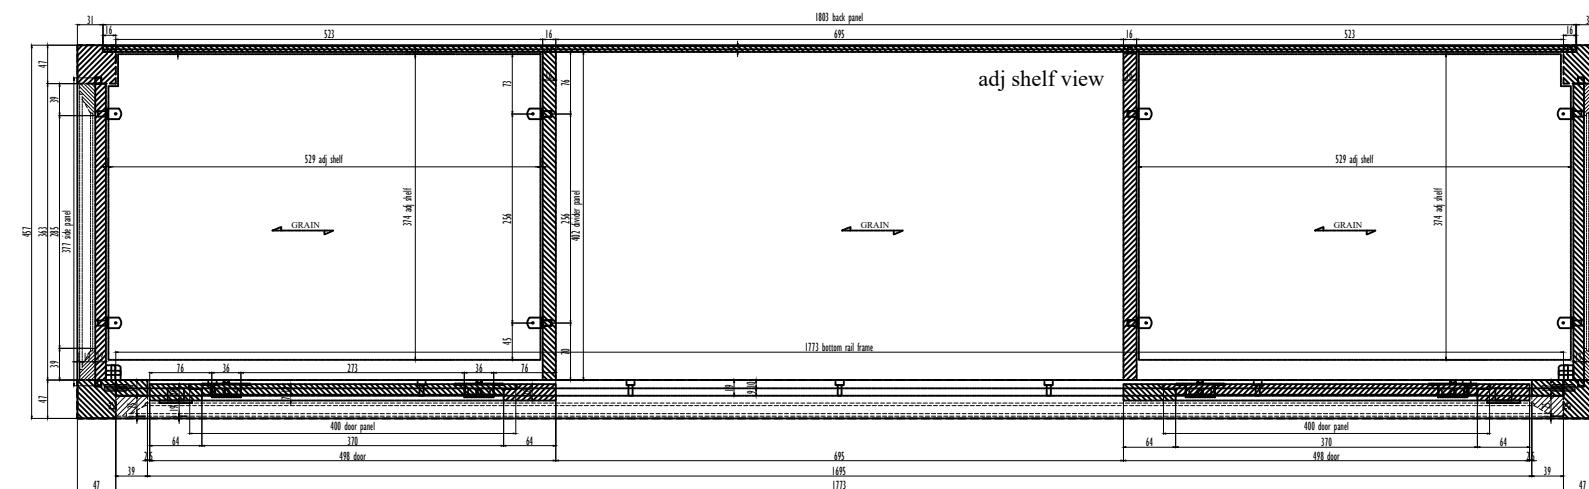 31 1803 back panel 3
16 523 16 695 16 523 16
47 73 76 adj shelf view
39
529 adj shelf 529 adj shelf
457 363 285 377 side panel 374 adj shelf 256 256 402 divider panel 374 adj shelf
GRAIN GRAIN GRAIN
45 70
39 1773 bottom rail frame
76 36 273 36 76
47 19
400 door panel 400 door panel
64 370 64 64 370 64
498 door 695 498 door
39 1695 39
47 1773 47